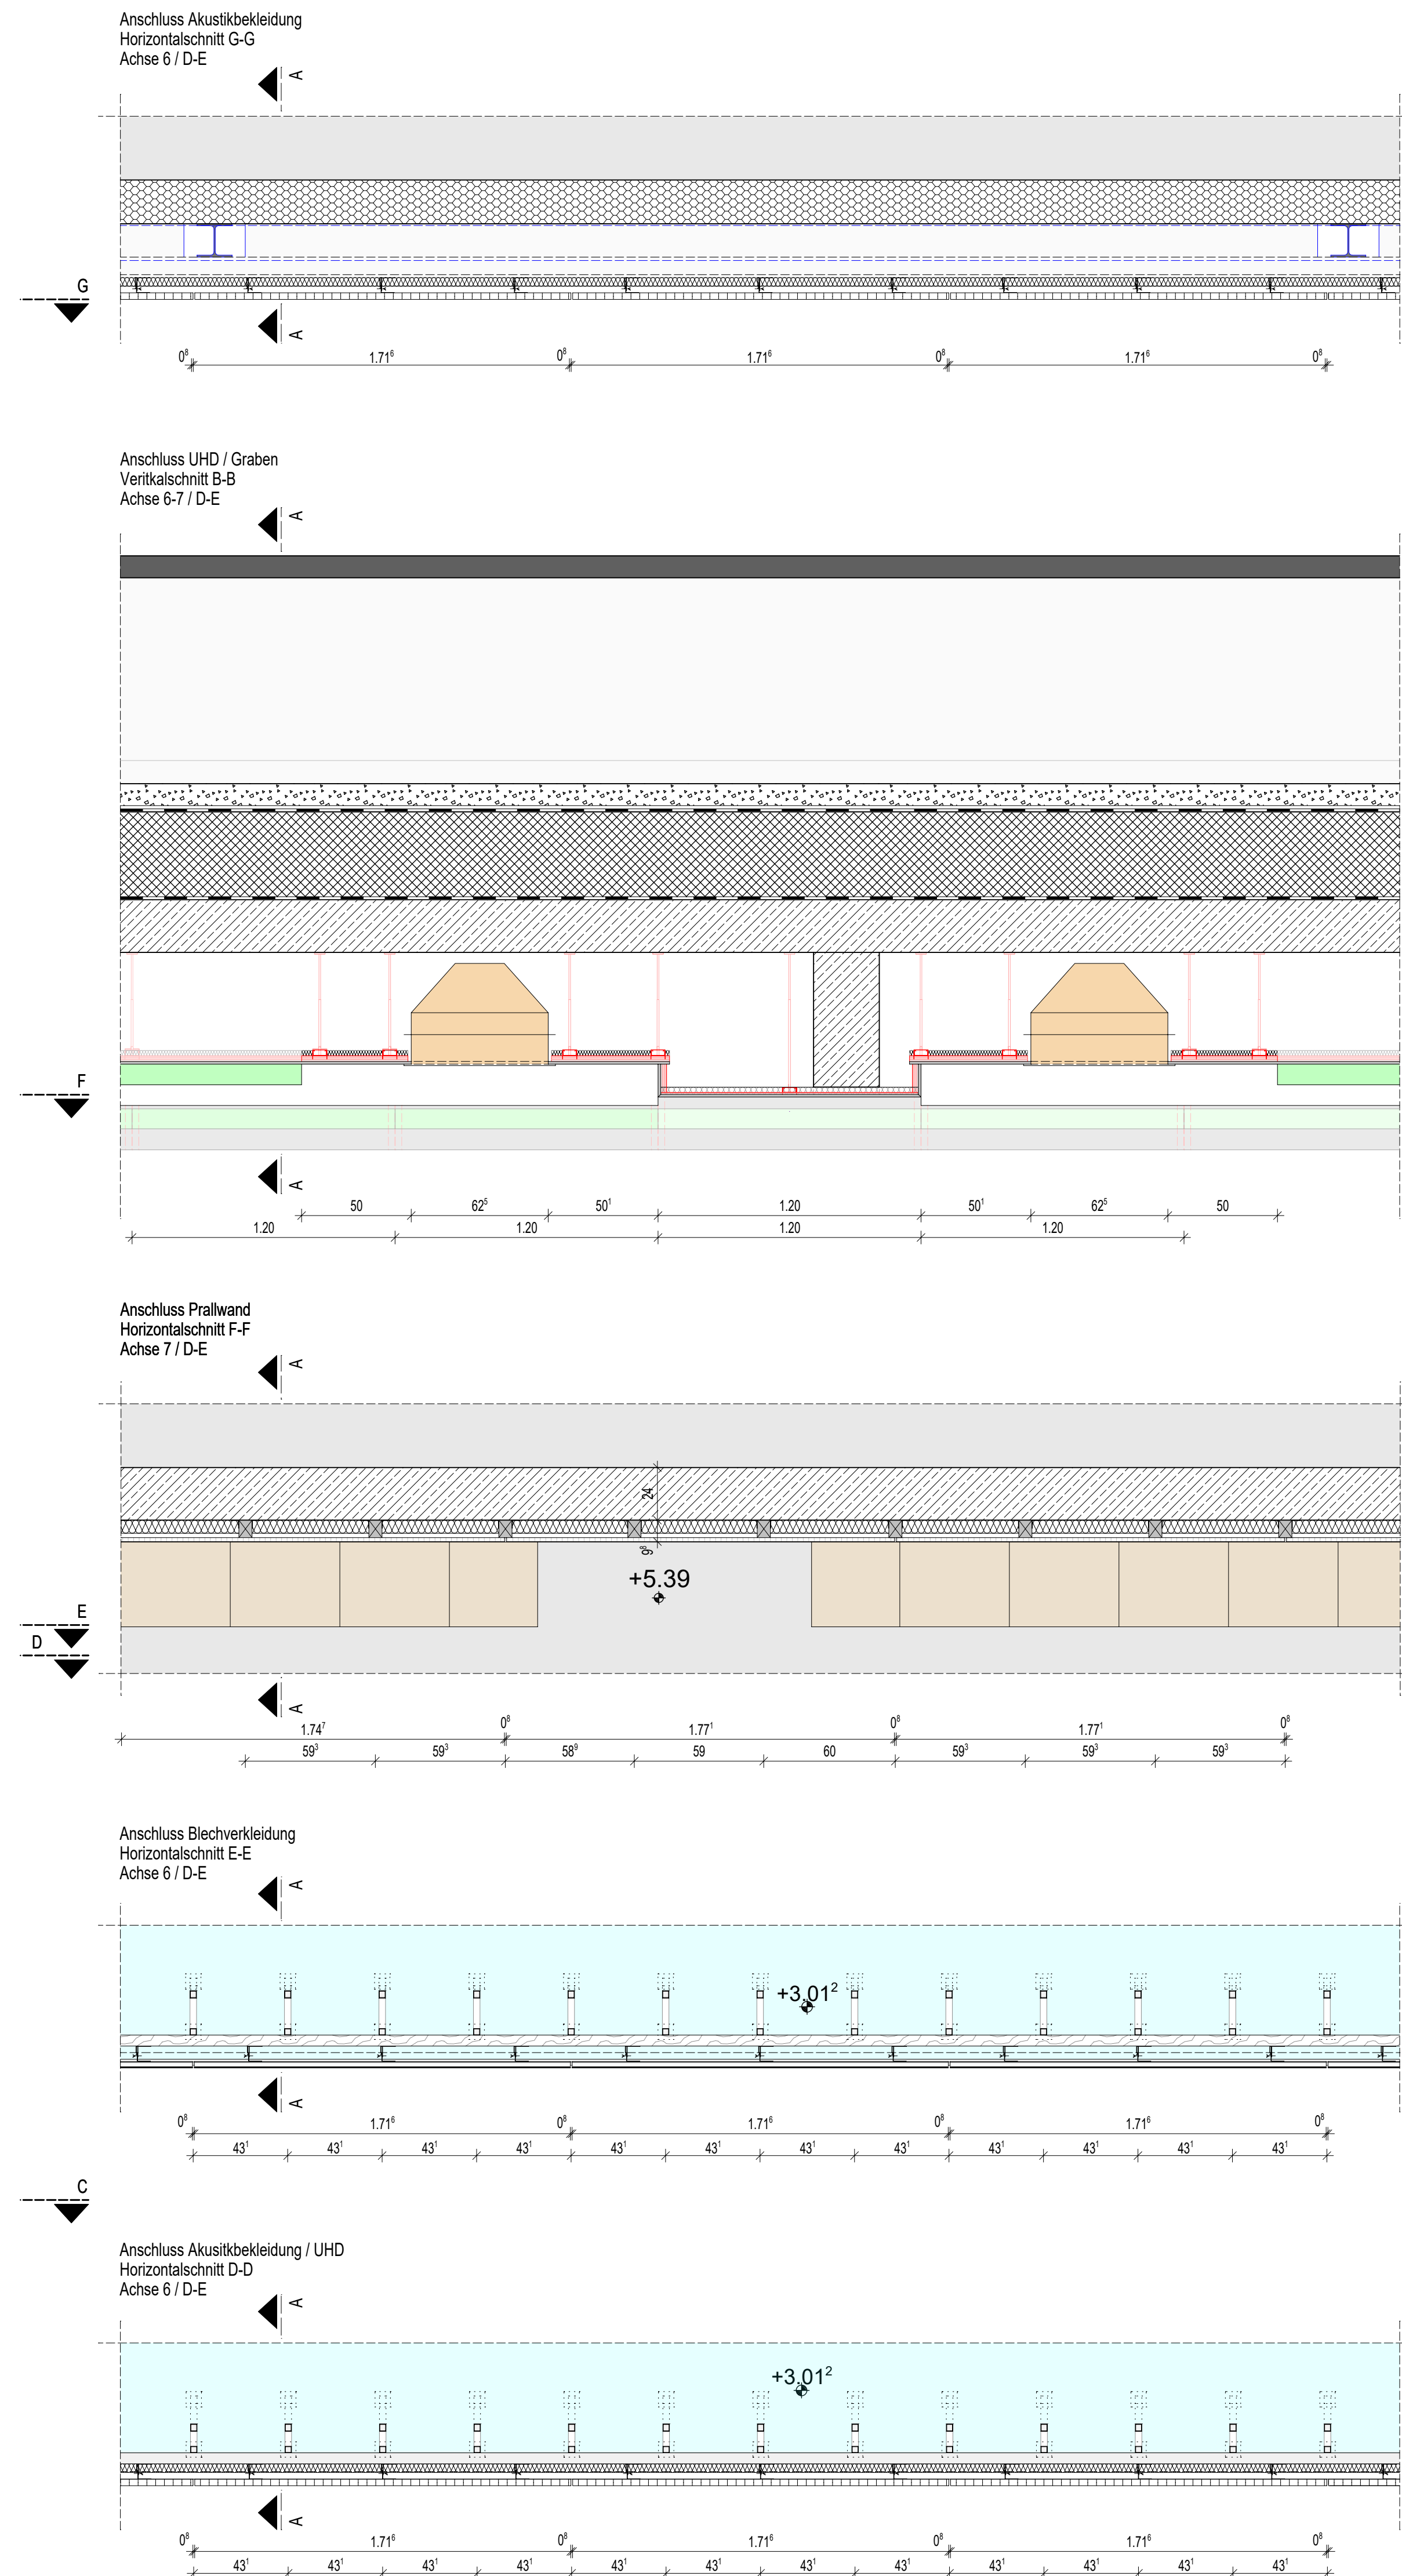 Anschluss Akustikbekleidung
Horizontalschnitt G-G
Achse 6 / D-E
A
G
A
0⁸ 1.71⁶ 0⁸ 1.71⁶ 0⁸ 1.71⁶ 0⁸
Anschluss UHD / Graben
Veritkalschnitt B-B
Achse 6-7 / D-E
A
F
A
50 62⁵ 50¹ 1.20 50¹ 62⁵ 50
1.20 1.20 1.20 1.20
Anschluss Prallwand
Horizontalschnitt F-F
Achse 7 / D-E
A
24
9⁸
+5.39
E
D
A
1.74⁷ 0⁸ 1.77¹ 0⁸ 1.77¹ 0⁸
59³ 59³ 58⁹ 59 60 59³ 59³ 59³
Anschluss Blechverkleidung
Horizontalschnitt E-E
Achse 6 / D-E
A
+3.01²
A
0⁸ 1.71⁶ 0⁸ 1.71⁶ 0⁸ 1.71⁶ 0⁸
43¹ 43¹ 43¹ 43¹ 43¹ 43¹ 43¹ 43¹ 43¹ 43¹ 43¹ 43¹
C
Anschluss Akusitkbekleidung / UHD
Horizontalschnitt D-D
Achse 6 / D-E
A
+3.01²
A
0⁸ 1.71⁶ 0⁸ 1.71⁶ 0⁸ 1.71⁶ 0⁸
43¹ 43¹ 43¹ 43¹ 43¹ 43¹ 43¹ 43¹ 43¹ 43¹ 43¹ 43¹